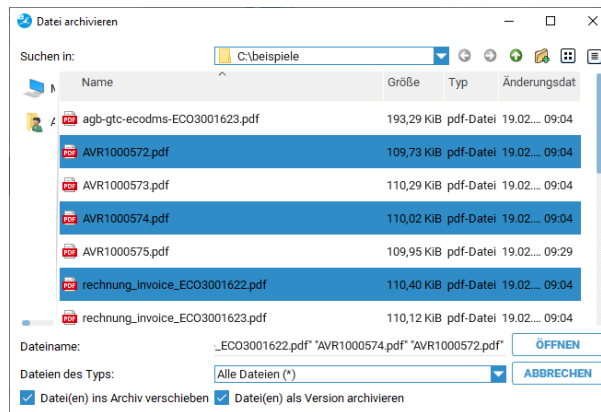 Datei archivieren
Suchen in: C:\beispiele
Name Größe Typ Änderungsdat
agb-gtc-ecodms-ECO3001623.pdf 193,29 KiB pdf-Datei 19.02.... 09:04
AVR1000572.pdf 109,73 KiB pdf-Datei 19.02.... 09:04
AVR1000573.pdf 110,29 KiB pdf-Datei 19.02.... 09:04
AVR1000574.pdf 110,02 KiB pdf-Datei 19.02.... 09:04
AVR1000575.pdf 109,95 KiB pdf-Datei 19.02.... 09:29
rechnung_invoice_ECO3001622.pdf 110,40 KiB pdf-Datei 19.02.... 09:04
rechnung_invoice_ECO3001623.pdf 110,12 KiB pdf-Datei 19.02.... 09:04
Dateiname: _ECO3001622.pdf" "AVR1000574.pdf" "AVR1000572.pdf" ÖFFNEN
Dateien des Typs: Alle Dateien (*) ABBRECHEN
Datei(en) ins Archiv verschieben Datei(en) als Version archivieren